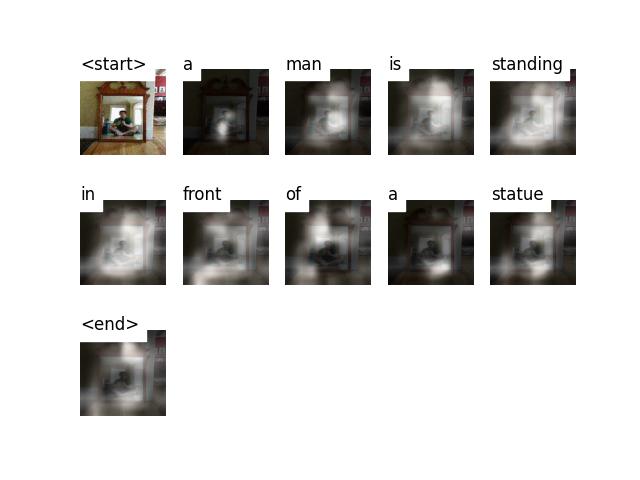 <start> a man is standing
in front of a statue
<end>